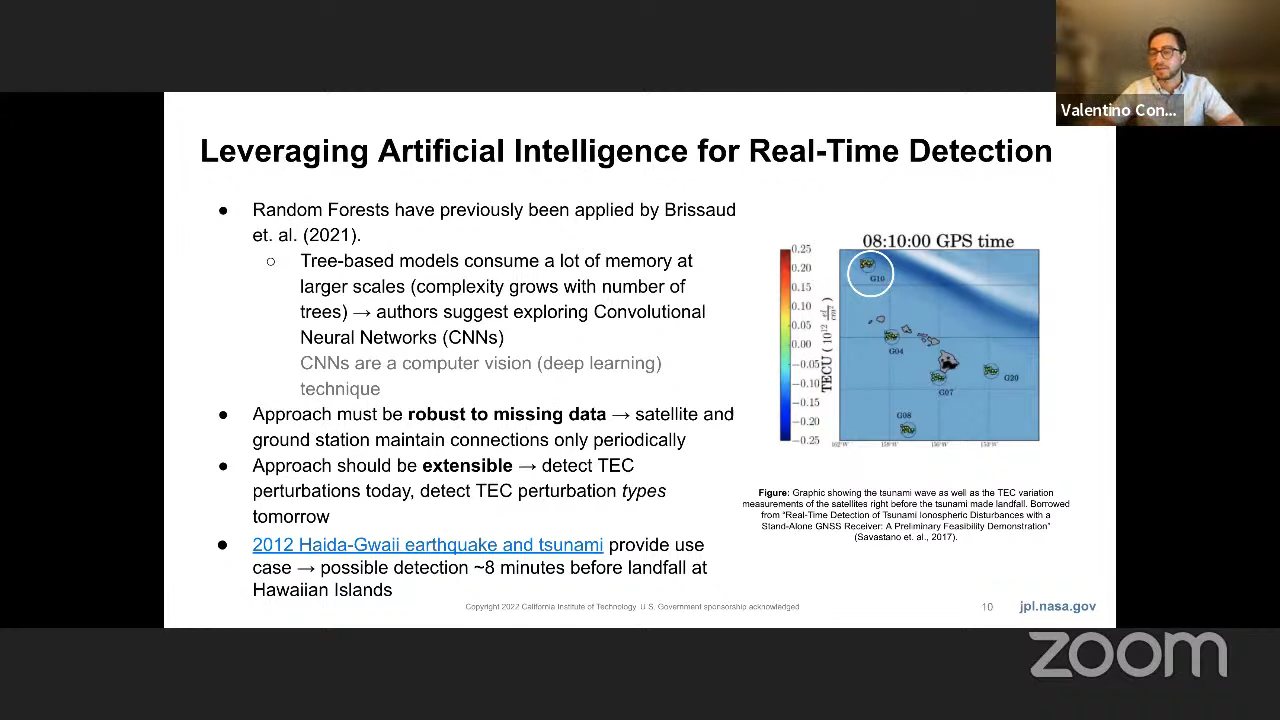 Valentino Con...
Leveraging Artificial Intelligence for Real-Time Detection
● Random Forests have previously been applied by Brissaud
et. al. (2021).
○ Tree-based models consume a lot of memory at
larger scales (complexity grows with number of
trees) → authors suggest exploring Convolutional
Neural Networks (CNNs)
CNNs are a computer vision (deep learning)
technique
● Approach must be robust to missing data → satellite and
ground station maintain connections only periodically
● Approach should be extensible → detect TEC
perturbations today, detect TEC perturbation types
tomorrow
● 2012 Haida-Gwaii earthquake and tsunami provide use
case → possible detection ~8 minutes before landfall at
Hawaiian Islands
08:10:00 GPS time
0.25
0.20
0.15
0.10
0.05
0.00
−0.05
−0.10
−0.15
−0.20
−0.25
G10
G04
G20
G07
G08
162°W 159°W 156°W 153°W
Figure: Graphic showing the tsunami wave as well as the TEC variation
measurements of the satellites right before the tsunami made landfall. Borrowed
from "Real-Time Detection of Tsunami Ionospheric Disturbances with a
Stand-Alone GNSS Receiver: A Preliminary Feasibility Demonstration"
(Savastano et. al., 2017).
Copyright 2022 California Institute of Technology. U.S. Government sponsorship acknowledged
10
jpl.nasa.gov
zoom